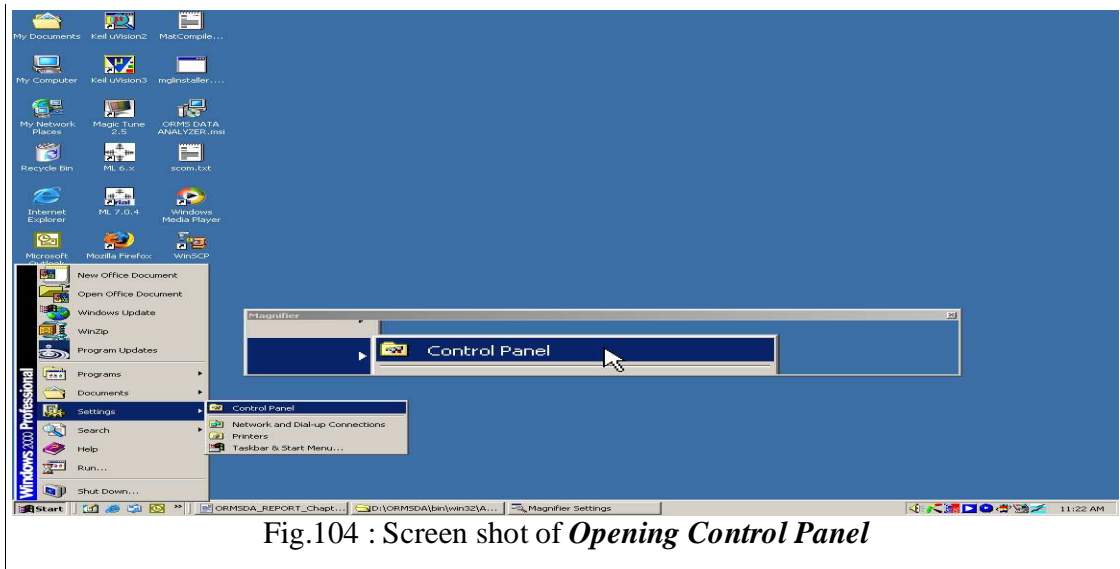 My Documents Keil uVision2 MatCompile...
My Computer Keil uVision3 mglinstaller....
My Network Places Magic Tune 2.5 ORMS DATA ANALYZER.msi
Recycle Bin ML 6.x scom.txt
Internet Explorer ML 7.0.4 Windows Media Player
Microsoft Outlook Mozilla Firefox WinSCP
New Office Document
Open Office Document
Windows Update
WinZip
Program Updates
Programs
Documents
Settings
Search
Help
Run...
Shut Down...
Windows 2000 Professional
Control Panel
Network and Dial-up Connections
Printers
Taskbar & Start Menu...
Magnifier
Control Panel
Start ORMSDA_REPORT_Chapt... D:\ORMSDA\bin\win32\A... Magnifier Settings 11:22 AM
Fig.104 : Screen shot of Opening Control Panel